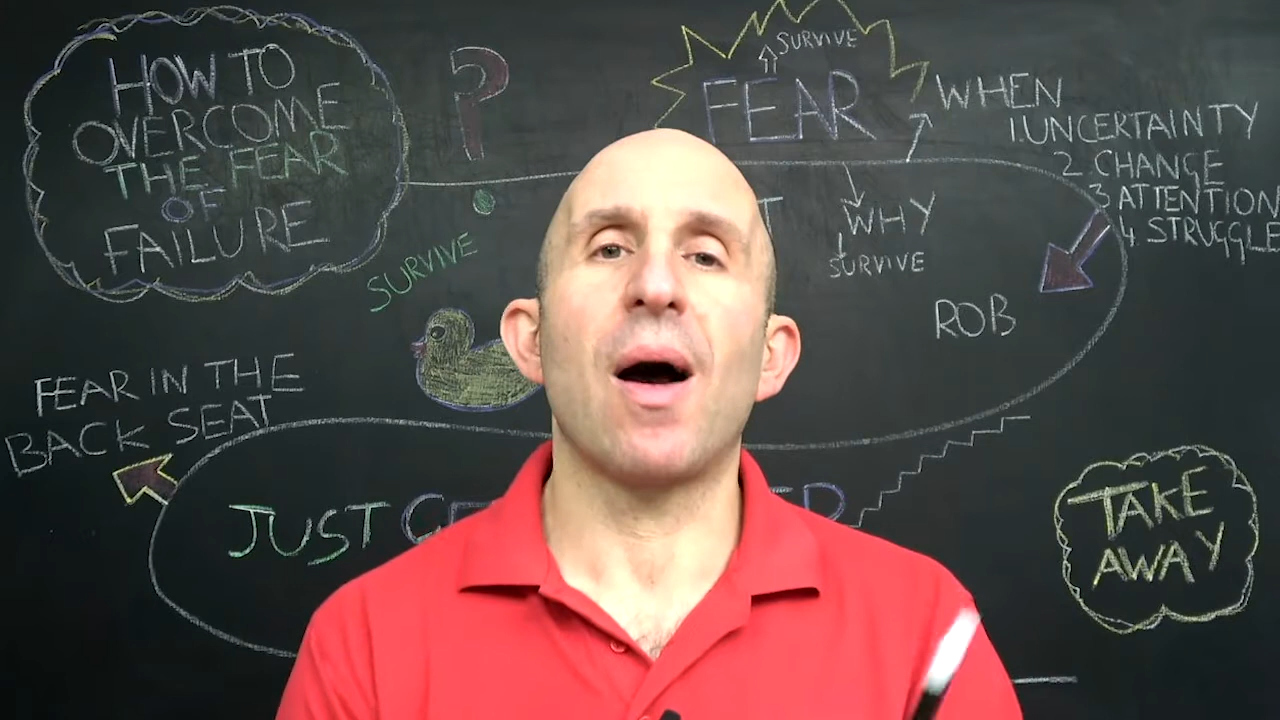 HOW TO
OVERCOME
THE FEAR
OF
FAILURE
?
SURVIVE
FEAR
WHEN
1.UNCERTAINTY
2.CHANGE
3 ATTENTION
4. STRUGGLE
WHY
SURVIVE
SURVIVE
ROB
FEAR IN THE
BACK SEAT
JUST
TAKE
AWAY